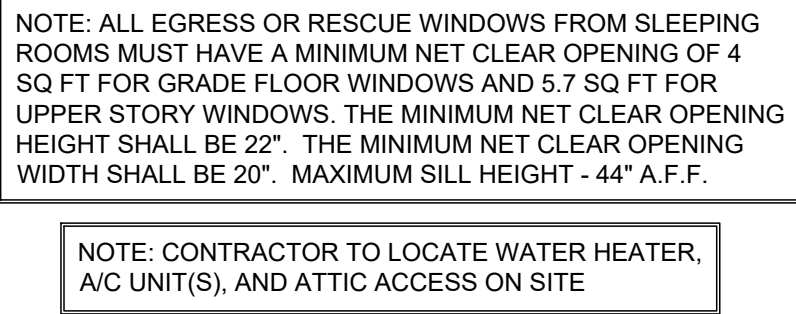 NOTE: ALL EGRESS OR RESCUE WINDOWS FROM SLEEPING
ROOMS MUST HAVE A MINIMUM NET CLEAR OPENING OF 4
SQ FT FOR GRADE FLOOR WINDOWS AND 5.7 SQ FT FOR
UPPER STORY WINDOWS. THE MINIMUM NET CLEAR OPENING
HEIGHT SHALL BE 22". THE MINIMUM NET CLEAR OPENING
WIDTH SHALL BE 20". MAXIMUM SILL HEIGHT - 44" A.F.F.
NOTE: CONTRACTOR TO LOCATE WATER HEATER,
A/C UNIT(S), AND ATTIC ACCESS ON SITE